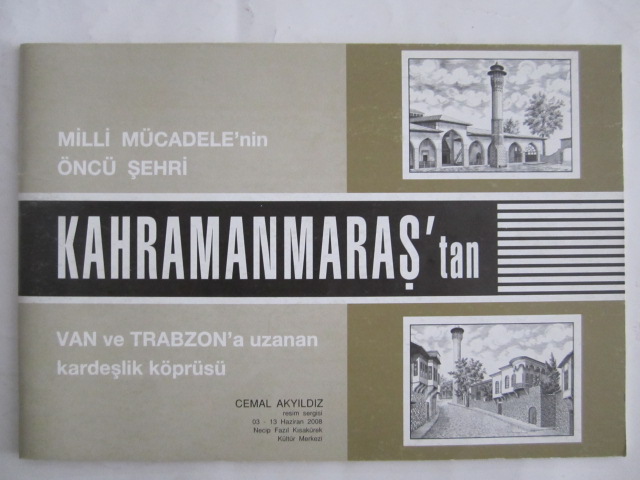 MİLLİ MÜCADELE'nin
ÖNCÜ ŞEHRİ
KAHRAMANMARAŞ'tan
VAN ve TRABZON'a uzanan
kardeşlik köprüsü
CEMAL AKYILDIZ
resim sergisi
03 - 13 Haziran 2008
Necip Fazıl Kısakürek
Kültür Merkezi